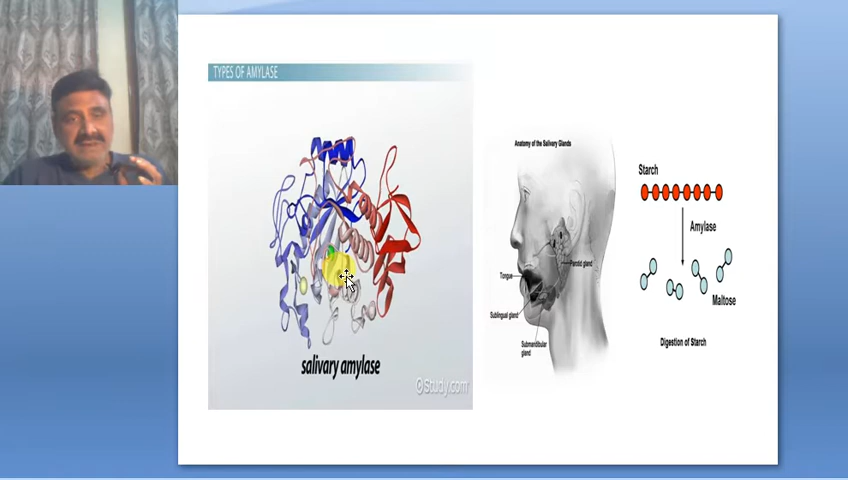 TYPES OF AMYLASE
salivary amylase
©Study.com
Anatomy of the Salivary Glands
Parotid gland
Tongue
Sublingual gland
Submandibular
gland
Starch
Amylase
Maltose
Digestion of Starch